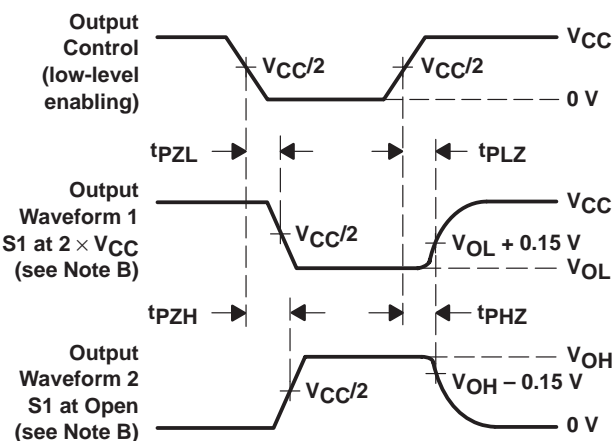 Output
Control
(low-level
enabling)
VCC/2
VCC/2
VCC
0 V
tPZL
tPLZ
Output
Waveform 1
S1 at 2 × VCC
(see Note B)
VCC/2
VCC
VOL + 0.15 V
VOL
tPZH
tPHZ
Output
Waveform 2
S1 at Open
(see Note B)
VCC/2
VOH
VOH – 0.15 V
0 V